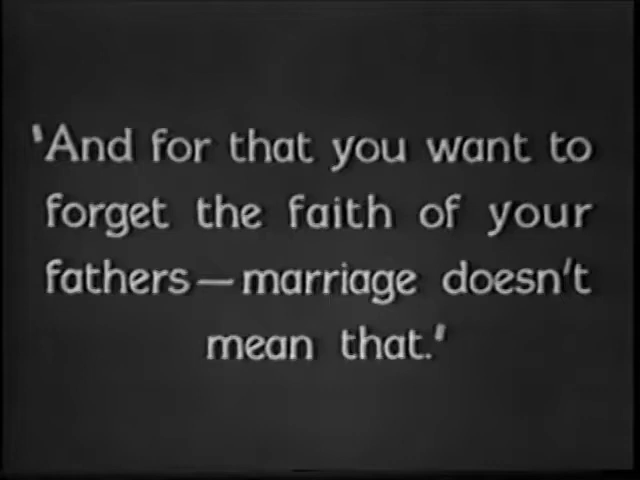 'And for that you want to
forget the faith of your
fathers—marriage doesn't
mean that.'